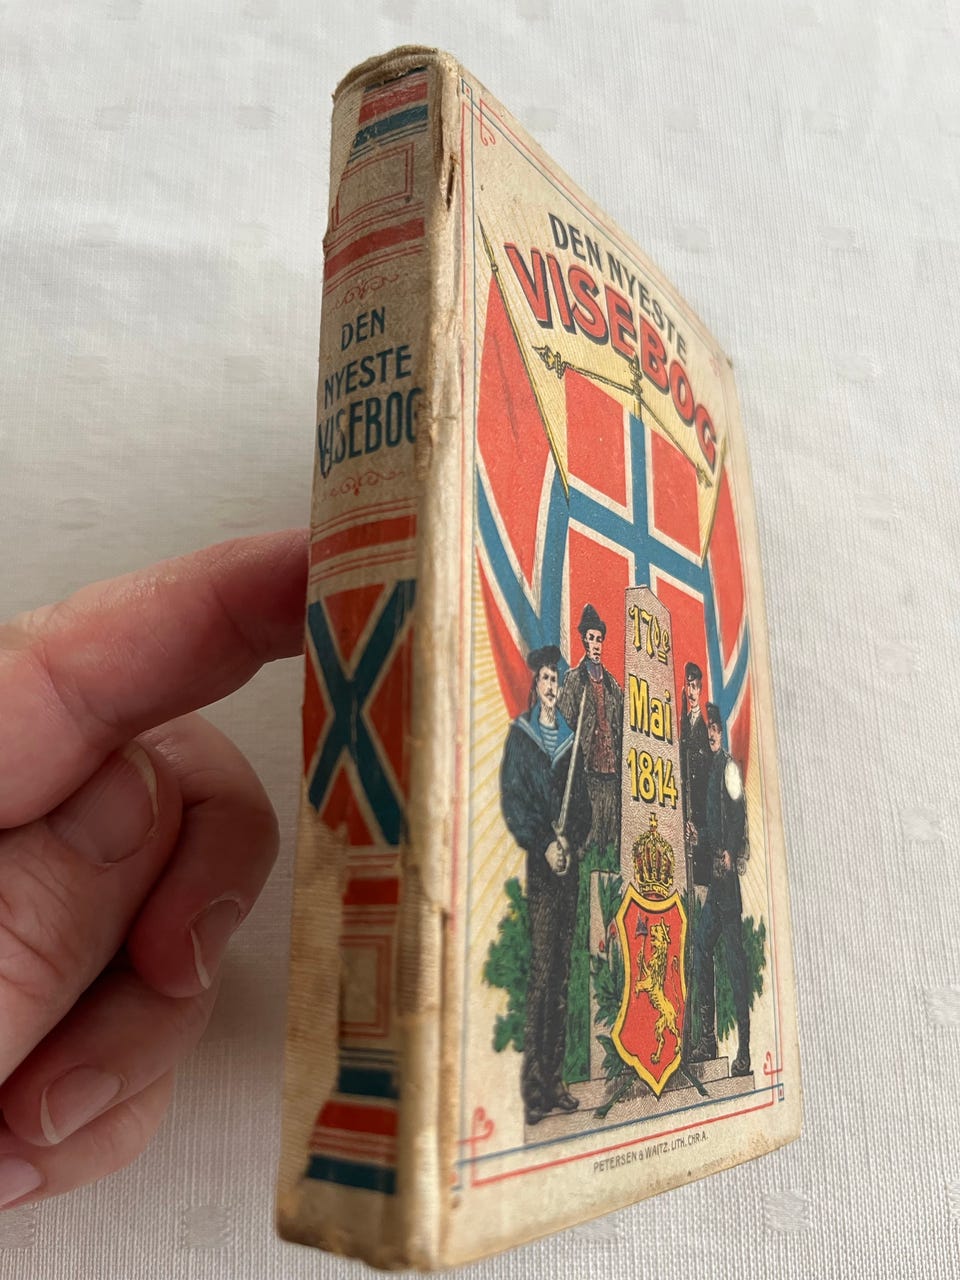 DEN
NYESTE
VISEBOG
DEN NYESTE
VISEBOG
17de
Mai
1814
PETERSEN & WAITZ. LITH. CHR.A.